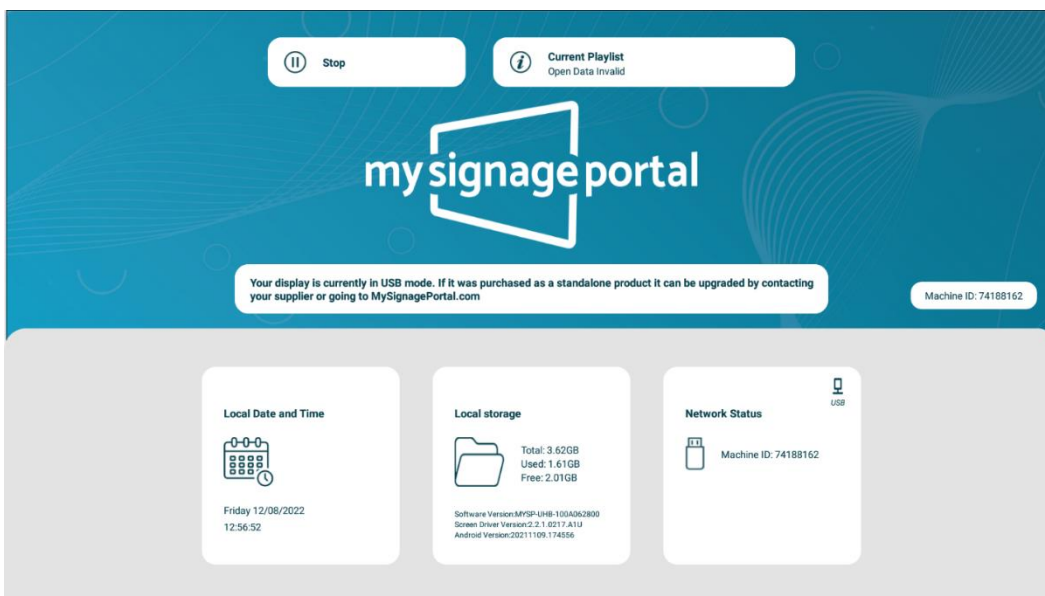 Stop
Current Playlist
Open Data Invalid
my signage portal
Your display is currently in USB mode. If it was purchased as a standalone product it can be upgraded by contacting
your supplier or going to MySignagePortal.com
Machine ID: 74188162
Local Date and Time
Friday 12/08/2022
12:56:52
Local storage
Total: 3.62GB
Used: 1.61GB
Free: 2.01GB
Software Version:MYSP-UHB-100A062800
Screen Driver Version:2.2.1.0217.A1U
Android Version:20211109.174556
USB
Network Status
Machine ID: 74188162